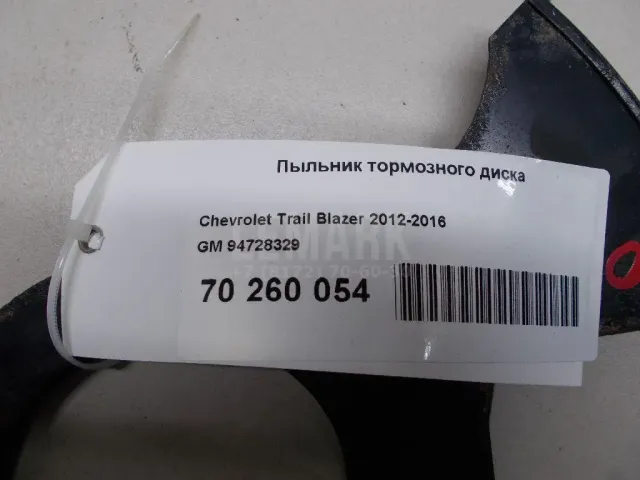 Пыльник тормозного диска
Chevrolet Trail Blazer 2012-2016
GM 94728329
70 260 054